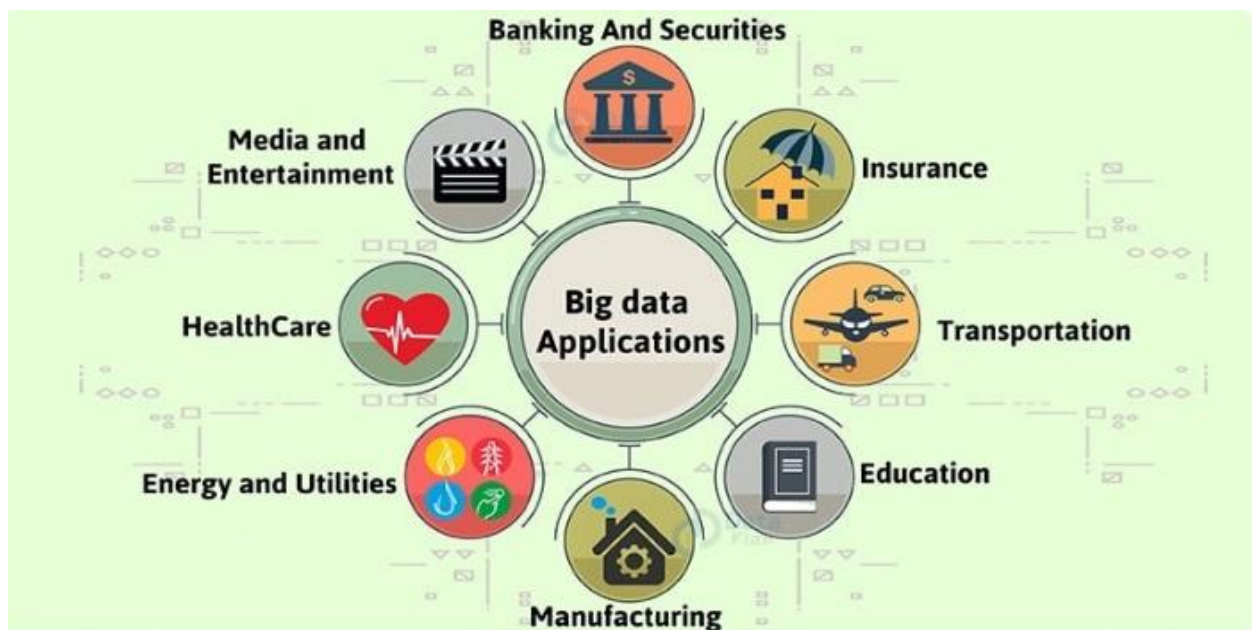 Banking And Securities
Media and
Entertainment
Insurance
HealthCare
Big data
Applications
Transportation
Energy and Utilities
Education
Manufacturing
$